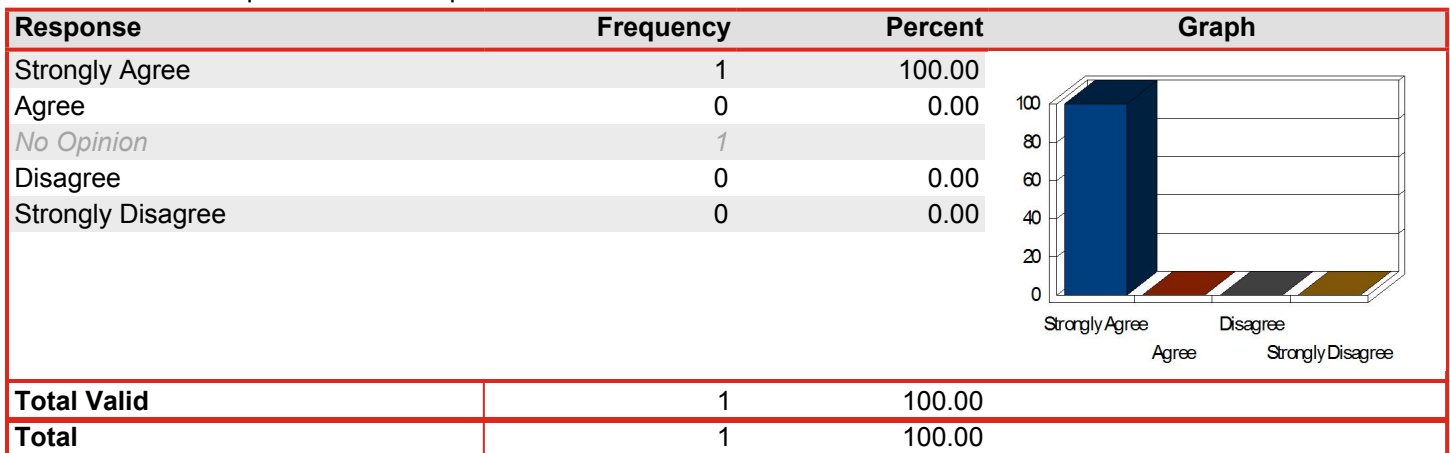 Response Frequency Percent Graph
Strongly Agree 1 100.00
Agree 0 0.00
No Opinion 1
Disagree 0 0.00
Strongly Disagree 0 0.00
100
80
60
40
20
0
Strongly Agree Disagree
Agree Strongly Disagree
Total Valid 1 100.00
Total 1 100.00